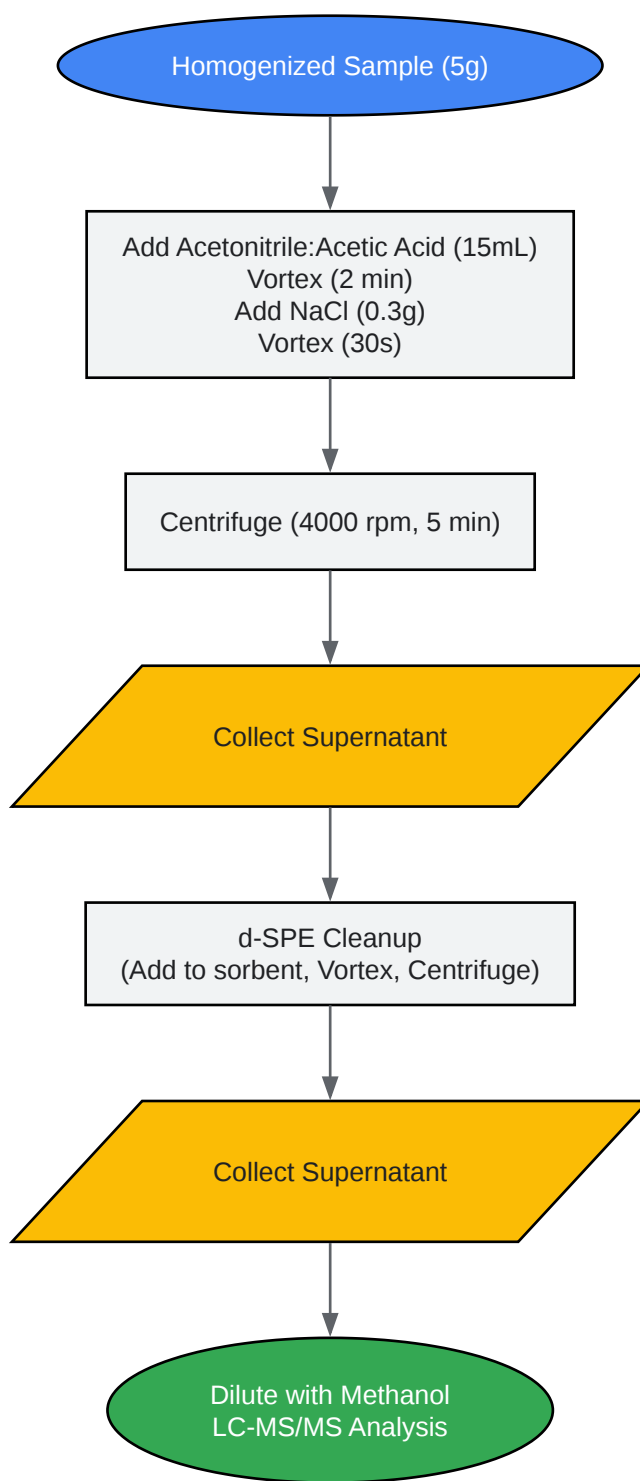 Homogenized Sample (5g)
Add Acetonitrile:Acetic Acid (15mL)
Vortex (2 min)
Add NaCl (0.3g)
Vortex (30s)
Centrifuge (4000 rpm, 5 min)
Collect Supernatant
d-SPE Cleanup
(Add to sorbent, Vortex, Centrifuge)
Collect Supernatant
Dilute with Methanol
LC-MS/MS Analysis